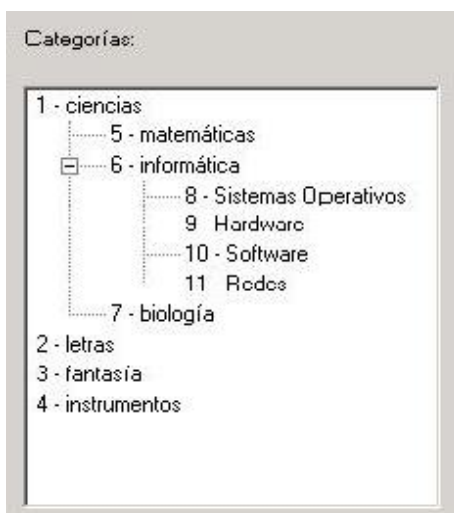 Categorías:
1 - ciencias
5 - matemáticas
6 - informática
8 - Sistemas Operativos
9 Hardware
10 - Software
11 Redes
7 - biología
2 - letras
3 - fantasía
4 - instrumentos